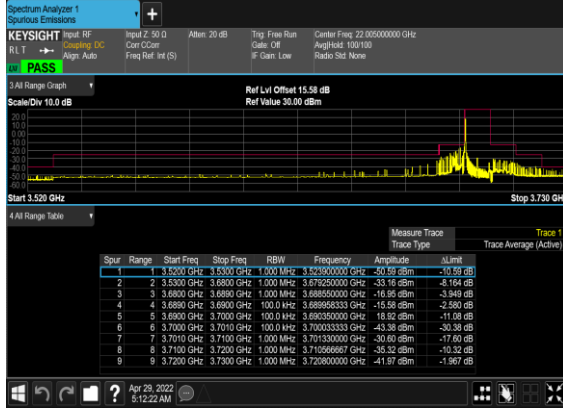 Spectrum Analyzer 1
Spurious Emissions
+
KEYSIGHT Input: RF Input Z: 50 Ω Atten: 20 dB Trig: Free Run Center Freq: 22.005000000 GHz
RLT Coupling: DC Corr CCorr Gate: Off Avg|Hold: 100/100
Align: Auto Freq Ref: Int (S) IF Gain: Low Radio Std: None
PASS
3 All Range Graph
Ref Lvl Offset 15.58 dB
Scale/Div 10.0 dB Ref Value 30.00 dBm
20.0
10.0
0.00
-10.0
-20.0
-30.0
-40.0
-50.0
-60.0
Start 3.520 GHz Stop 3.730 GH
4 All Range Table
Measure Trace Trace 1
Trace Type Trace Average (Active)
Spur Range Start Freq Stop Freq RBW Frequency Amplitude ΔLimit
1 1 3.5200 GHz 3.5300 GHz 1.000 MHz 3.523900000 GHz -50.59 dBm -10.59 dB
2 2 3.5300 GHz 3.6800 GHz 1.000 MHz 3.679250000 GHz -33.16 dBm -8.164 dB
3 3 3.6800 GHz 3.6890 GHz 1.000 MHz 3.688550000 GHz -16.95 dBm -3.949 dB
4 4 3.6890 GHz 3.6900 GHz 100.0 kHz 3.689958333 GHz -15.58 dBm -2.580 dB
5 5 3.6900 GHz 3.7000 GHz 100.0 kHz 3.690350000 GHz 18.92 dBm -11.08 dB
6 6 3.7000 GHz 3.7010 GHz 100.0 kHz 3.700033333 GHz -43.38 dBm -30.38 dB
7 7 3.7010 GHz 3.7100 GHz 1.000 MHz 3.701330000 GHz -30.60 dBm -17.60 dB
8 8 3.7100 GHz 3.7200 GHz 1.000 MHz 3.710566667 GHz -35.32 dBm -10.32 dB
9 9 3.7200 GHz 3.7300 GHz 1.000 MHz 3.720800000 GHz -41.97 dBm -1.967 dB
? Apr 29, 2022
5:12:22 AM